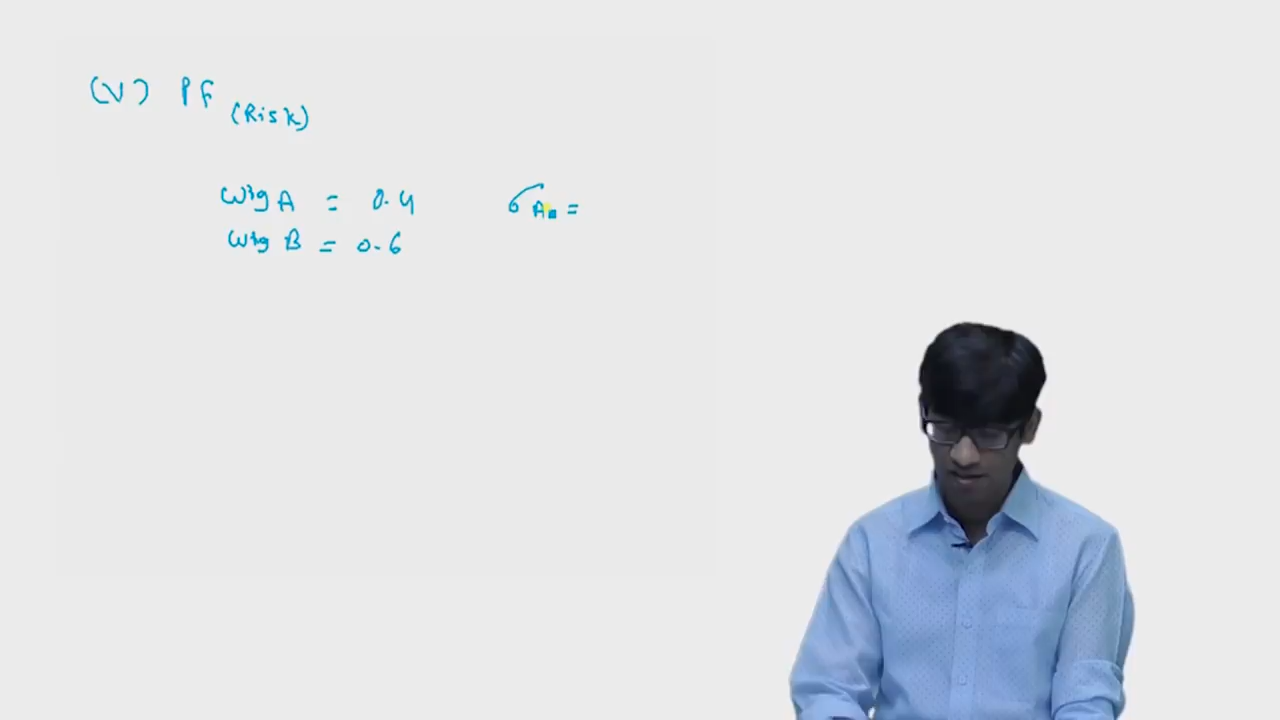 (V) PF (Risk)
wtg A = 0.4 σA =
wtg B = 0.6